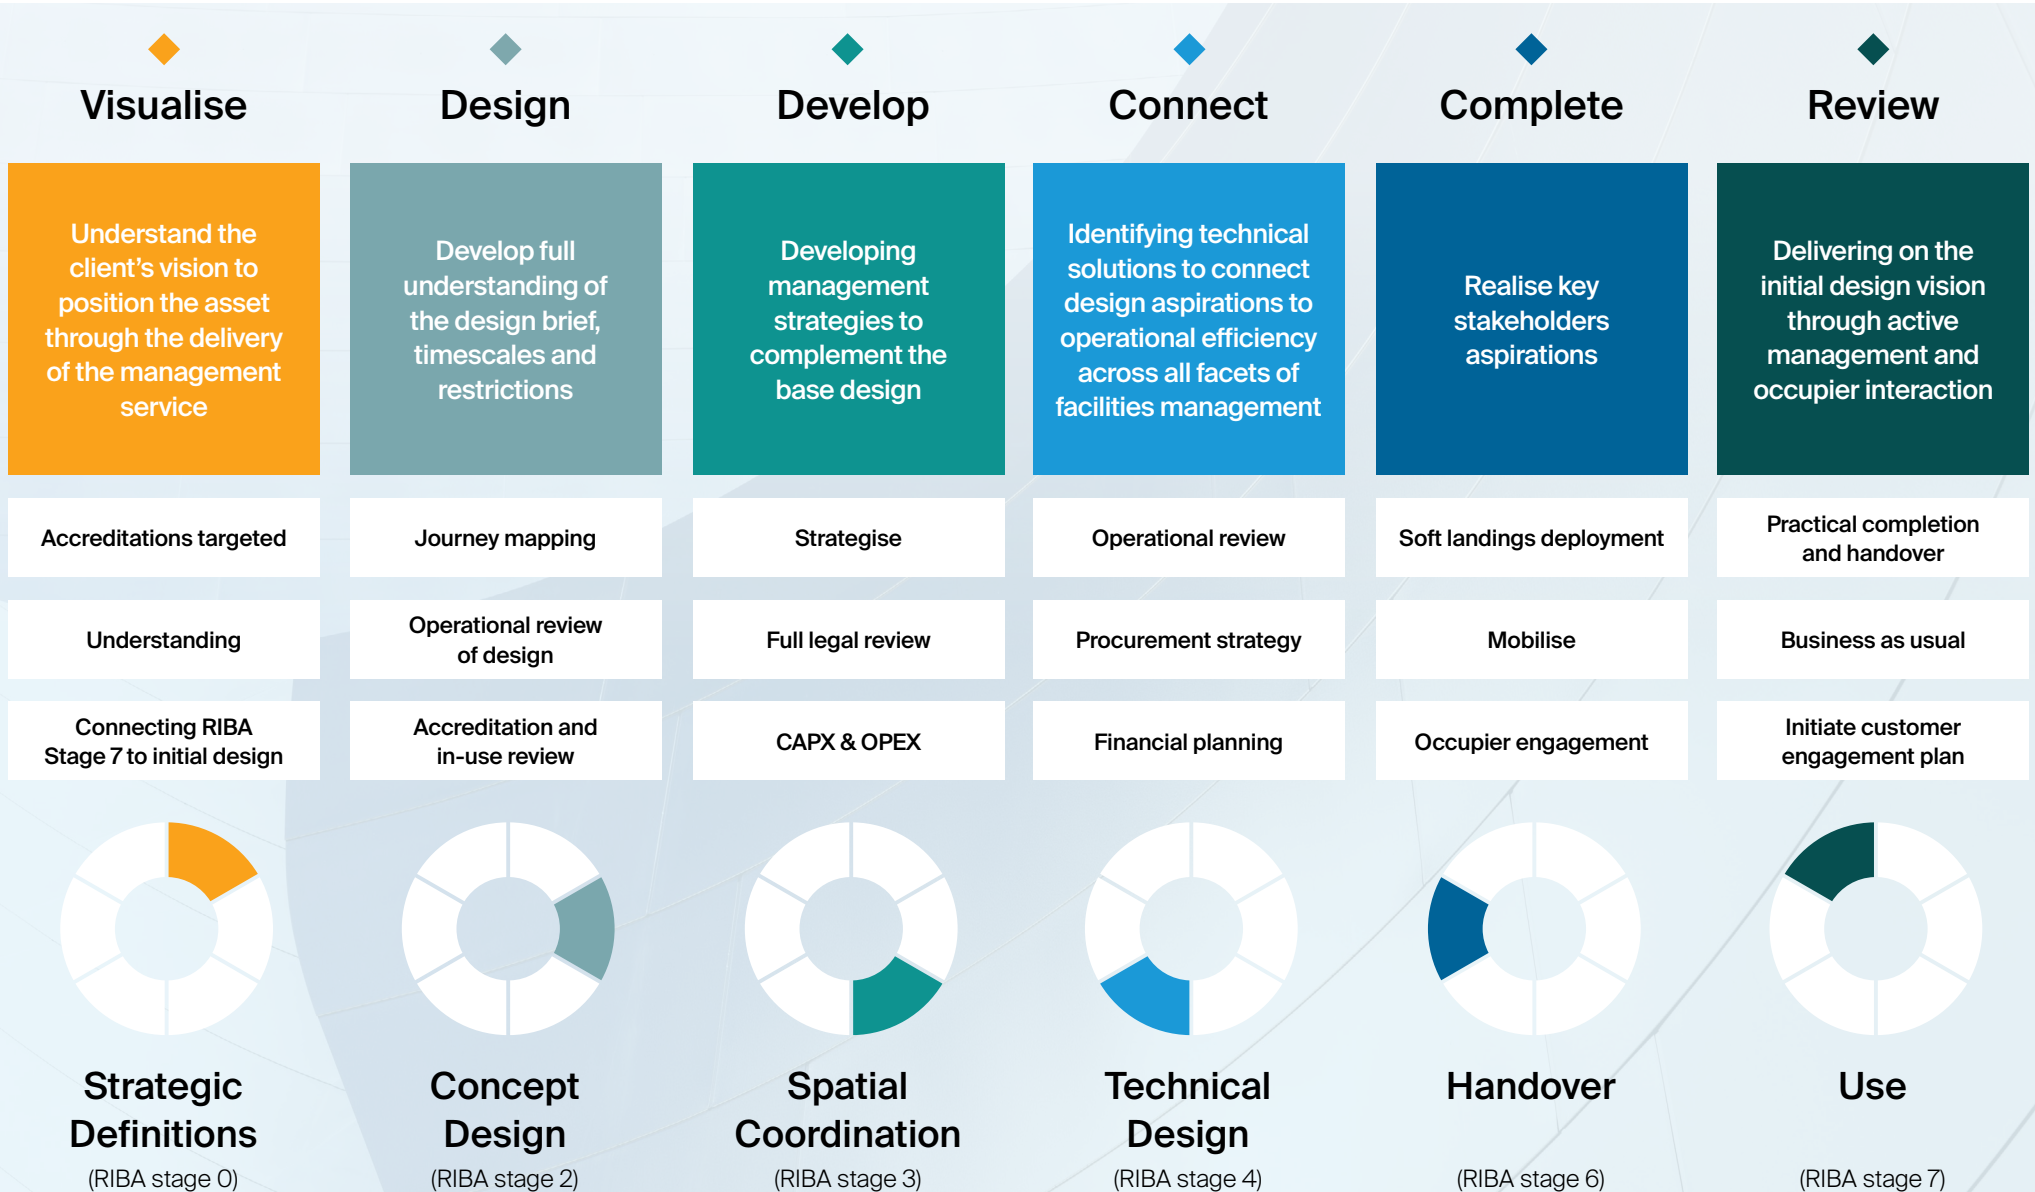 Visualise
Design
Develop
Connect
Complete
Review
Understand the
client's vision to
position the asset
through the delivery
of the management
service
Develop full
understanding of
the design brief,
timescales and
restrictions
Developing
management
strategies to
complement the
base design
Identifying technical
solutions to connect
design aspirations to
operational efficiency
across all facets of
facilities management
Realise key
stakeholders
aspirations
Delivering on the
initial design vision
through active
management and
occupier interaction
Accreditations targeted
Journey mapping
Strategise
Operational review
Soft landings deployment
Practical completion
and handover
Understanding
Operational review
of design
Full legal review
Procurement strategy
Mobilise
Business as usual
Connecting RIBA
Stage 7 to initial design
Accreditation and
in-use review
CAPX & OPEX
Financial planning
Occupier engagement
Initiate customer
engagement plan
Strategic
Definitions
(RIBA stage 0)
Concept
Design
(RIBA stage 2)
Spatial
Coordination
(RIBA stage 3)
Technical
Design
(RIBA stage 4)
Handover
(RIBA stage 6)
Use
(RIBA stage 7)